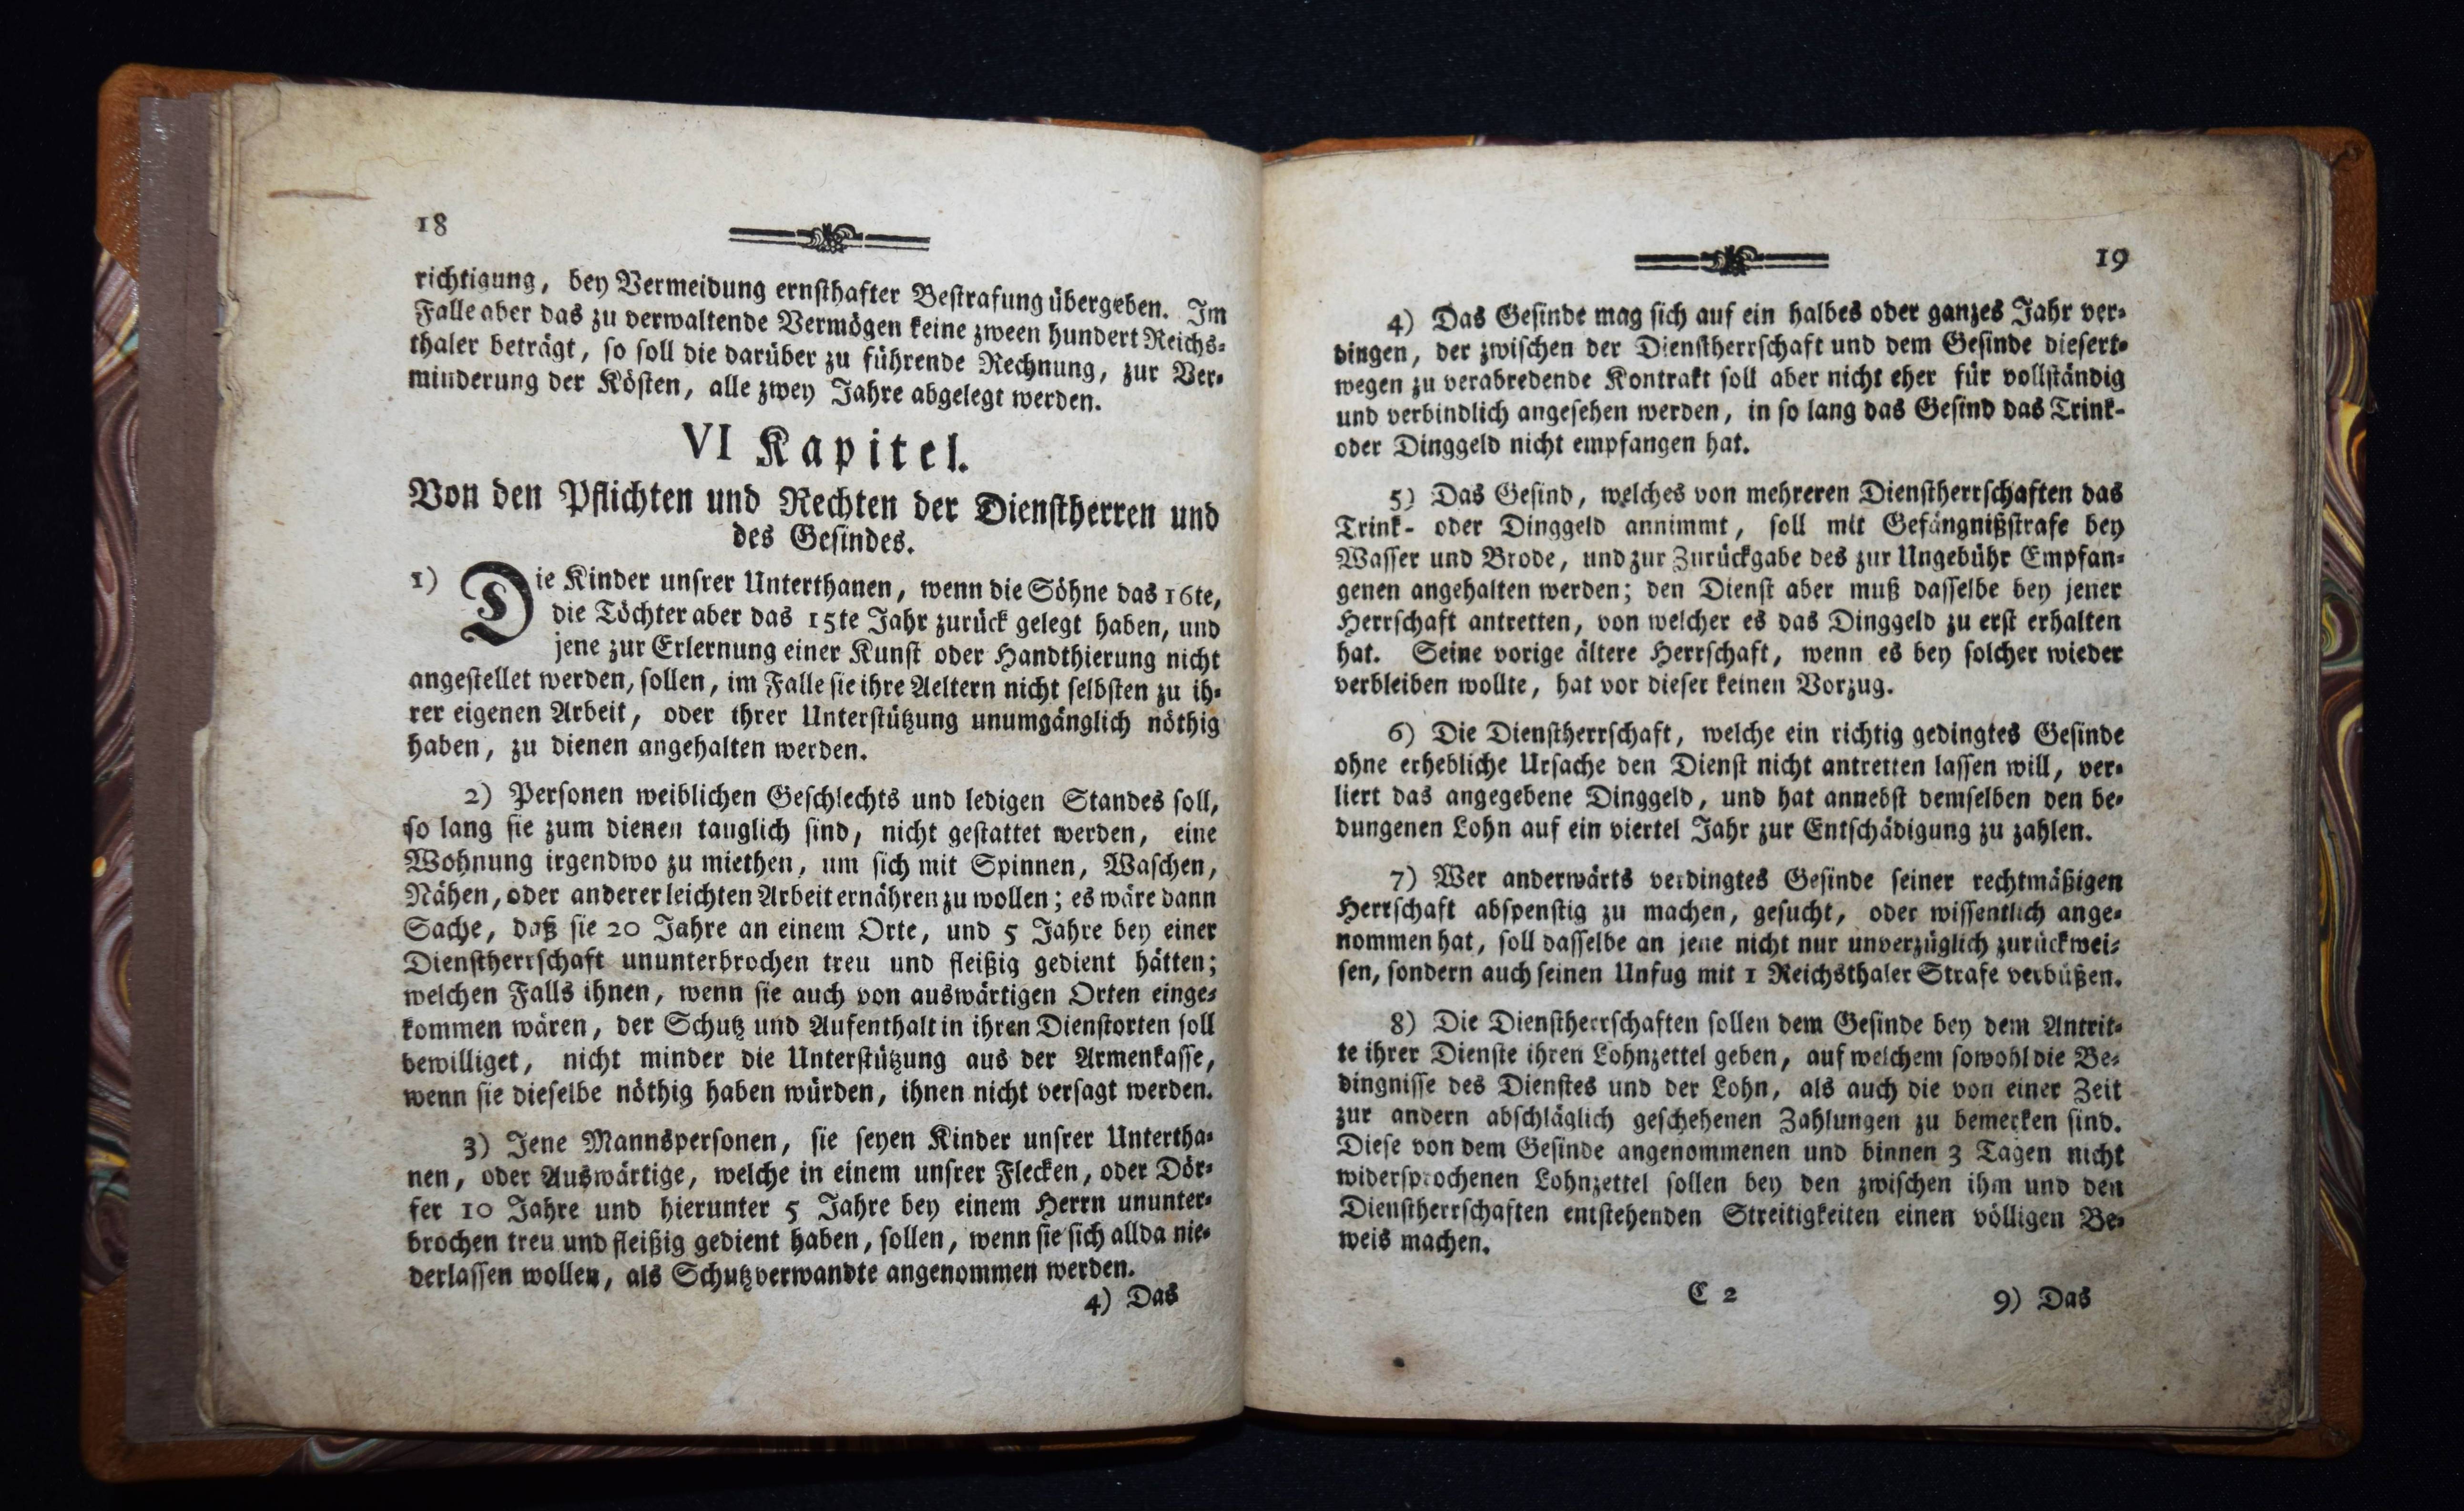 18
richtigung, bey Vermeidung ernsthafter Bestrafung übergeben. Im
Falle aber das zu verwaltende Vermögen keine zween hundert Reichs-
thaler beträgt, so soll die darüber zu führende Rechnung, zur Ver-
minderung der Kösten, alle zwey Jahre abgelegt werden.
VI Kapitel.
Von den Pflichten und Rechten der Dienstherren und
des Gesindes.
1) Die Kinder unsrer Unterthanen, wenn die Söhne das 16te,
die Töchter aber das 15te Jahr zurück gelegt haben, und
jene zur Erlernung einer Kunst oder Handthierung nicht
angestellet werden, sollen, im Falle sie ihre Aeltern nicht selbsten zu ih-
rer eigenen Arbeit, oder ihrer Unterstützung unumgänglich nöthig
haben, zu dienen angehalten werden.
2) Personen weiblichen Geschlechts und ledigen Standes soll,
so lang sie zum dienen tauglich sind, nicht gestattet werden, eine
Wohnung irgendwo zu miethen, um sich mit Spinnen, Waschen,
Nähen, oder anderer leichten Arbeit ernähren zu wollen; es wäre dann
Sache, daß sie 20 Jahre an einem Orte, und 5 Jahre bey einer
Dienstherrschaft ununterbrochen treu und fleißig gedient hätten;
welchen Falls ihnen, wenn sie auch von auswärtigen Orten einge-
kommen wären, der Schutz und Aufenthalt in ihren Dienstorten soll
bewilliget, nicht minder die Unterstützung aus der Armenkasse,
wenn sie dieselbe nöthig haben würden, ihnen nicht versagt werden.
3) Jene Mannspersonen, sie seyen Kinder unsrer Untertha-
nen, oder Auswärtige, welche in einem unsrer Flecken, oder Dör-
fer 10 Jahre und hierunter 5 Jahre bey einem Herrn ununter-
brochen treu und fleißig gedient haben, sollen, wenn sie sich allda nie-
derlassen wollen, als Schutzverwandte angenommen werden.
4) Das
19
4) Das Gesinde mag sich auf ein halbes oder ganzes Jahr ver-
dingen, der zwischen der Dienstherrschaft und dem Gesinde diesert-
wegen zu verabredende Kontrakt soll aber nicht eher für vollständig
und verbindlich angesehen werden, in so lang das Gesind das Trink-
oder Dinggeld nicht empfangen hat.
5) Das Gesind, welches von mehreren Dienstherrschaften das
Trink- oder Dinggeld annimmt, soll mit Gefängnißstrafe bey
Wasser und Brode, und zur Zurückgabe des zur Ungebühr Empfan-
genen angehalten werden; den Dienst aber muß dasselbe bey jener
Herrschaft antretten, von welcher es das Dinggeld zu erst erhalten
hat. Seine vorige ältere Herrschaft, wenn es bey solcher wieder
verbleiben wollte, hat vor dieser keinen Vorzug.
6) Die Dienstherrschaft, welche ein richtig gedingtes Gesinde
ohne erhebliche Ursache den Dienst nicht antretten lassen will, ver-
liert das angegebene Dinggeld, und hat annebst demselben den be-
dungenen Lohn auf ein viertel Jahr zur Entschädigung zu zahlen.
7) Wer anderwärts verdingtes Gesinde seiner rechtmäßigen
Herrschaft abspenstig zu machen, gesucht, oder wissentlich ange-
nommen hat, soll dasselbe an jene nicht nur unverzüglich zurückwei-
sen, sondern auch seinen Unfug mit 1 Reichsthaler Strafe verbüßen.
8) Die Dienstherrschaften sollen dem Gesinde bey dem Antrit-
te ihrer Dienste ihren Lohnzettel geben, auf welchem sowohl die Be-
dingnisse des Dienstes und der Lohn, als auch die von einer Zeit
zur andern abschläglich geschehenen Zahlungen zu bemerken sind.
Diese von dem Gesinde angenommenen und binnen 3 Tagen nicht
widersprochenen Lohnzettel sollen bey den zwischen ihm und den
Dienstherrschaften entstehenden Streitigkeiten einen völligen Be-
weis machen.
C 2
9) Das